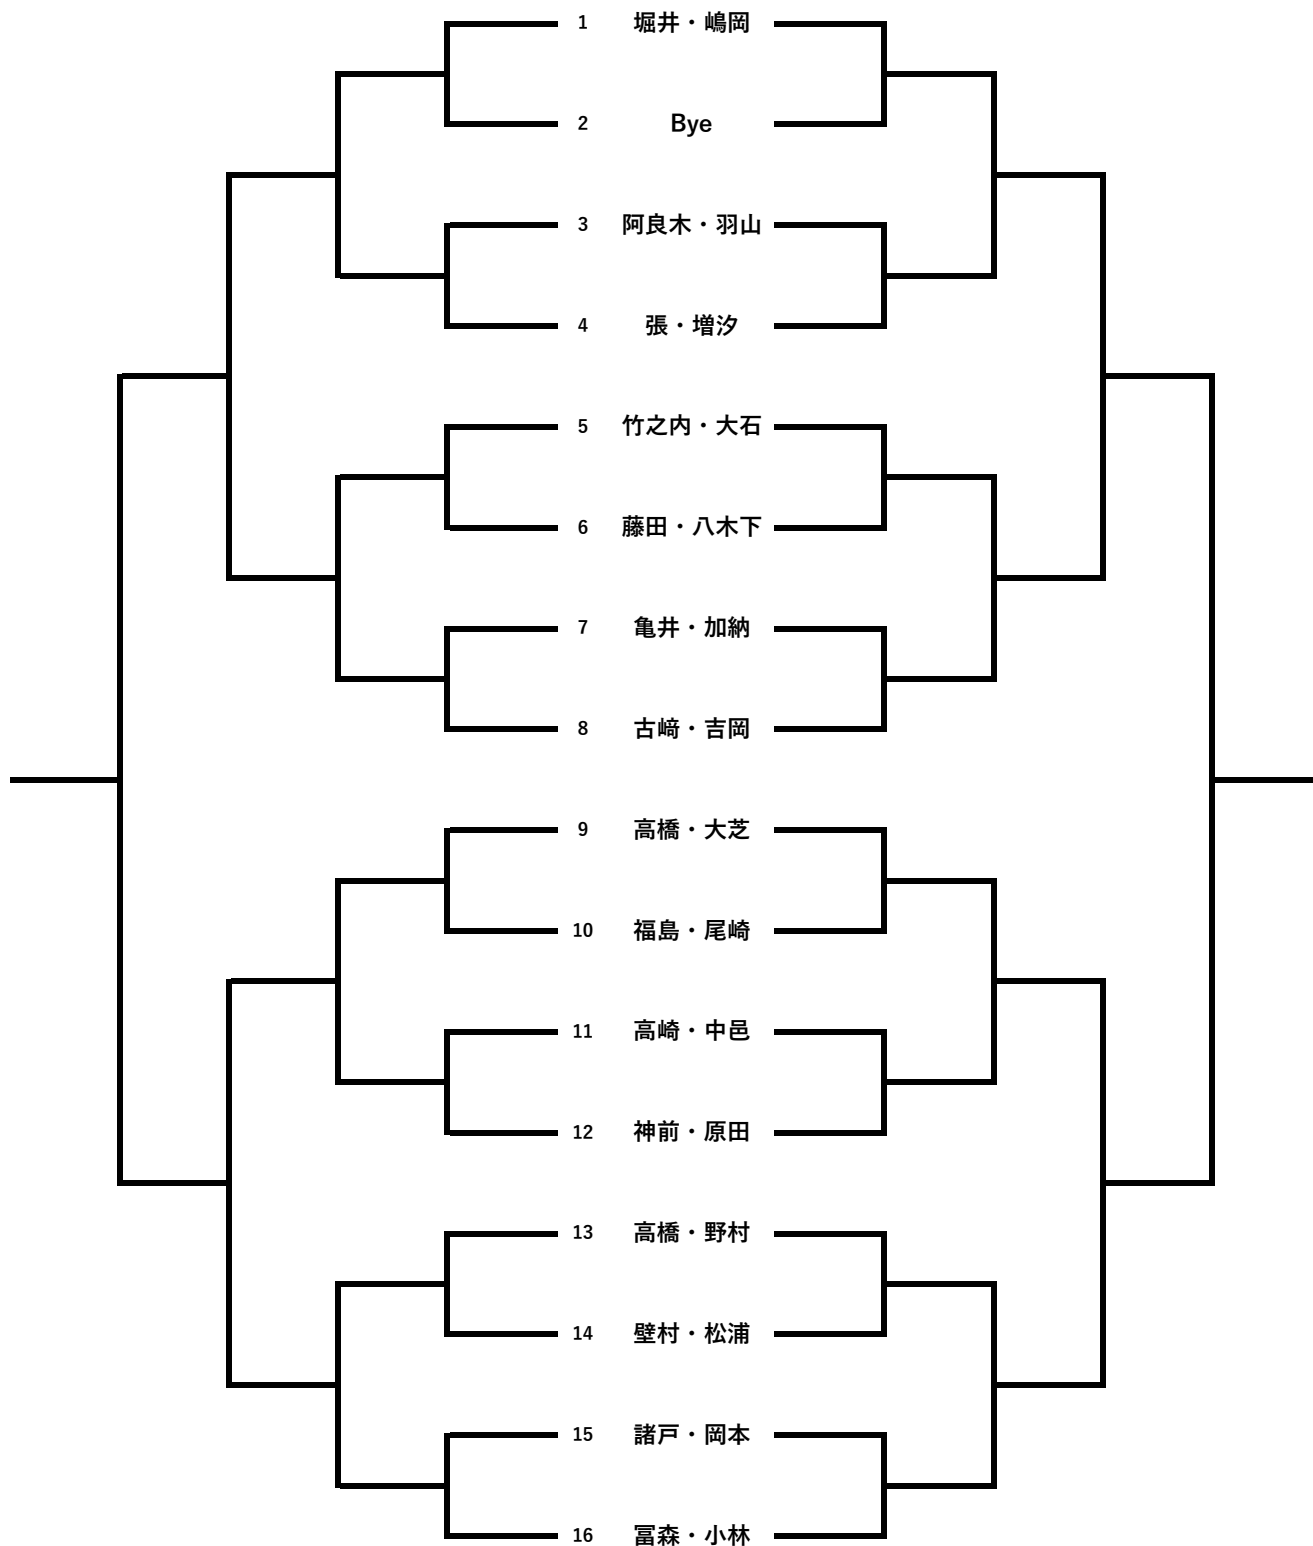 1 堀井・嶋岡
2 Bye
3 阿良木・羽山
4 張・増汐
5 竹之内・大石
6 藤田・八木下
7 亀井・加納
8 古﨑・吉岡
9 高橋・大芝
10 福島・尾崎
11 高崎・中邑
12 神前・原田
13 高橋・野村
14 壁村・松浦
15 諸戸・岡本
16 冨森・小林